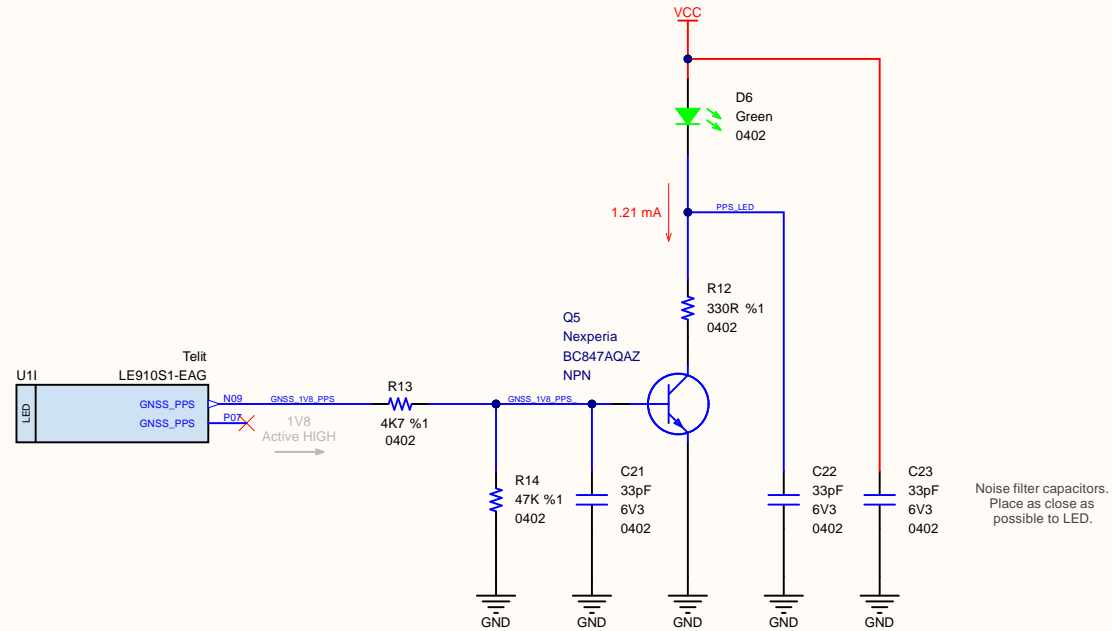 VCC
D6
Green
0402
1.21 mA
PPS_LED
R12
330R %1
0402
Q5
Nexperia
BC847AQAZ
NPN
Telit
U1I
LE910S1-EAG
LED
GNSS_PPS
N09
GNSS_1V8_PPS
GNSS_PPS
P07
1V8
Active HIGH
R13
4K7 %1
0402
GNSS_1V8_PPS_
R14
47K %1
0402
C21
33pF
6V3
0402
C22
33pF
6V3
0402
C23
33pF
6V3
0402
Noise filter capacitors.
Place as close as
possible to LED.
GND
GND
GND
GND
GND